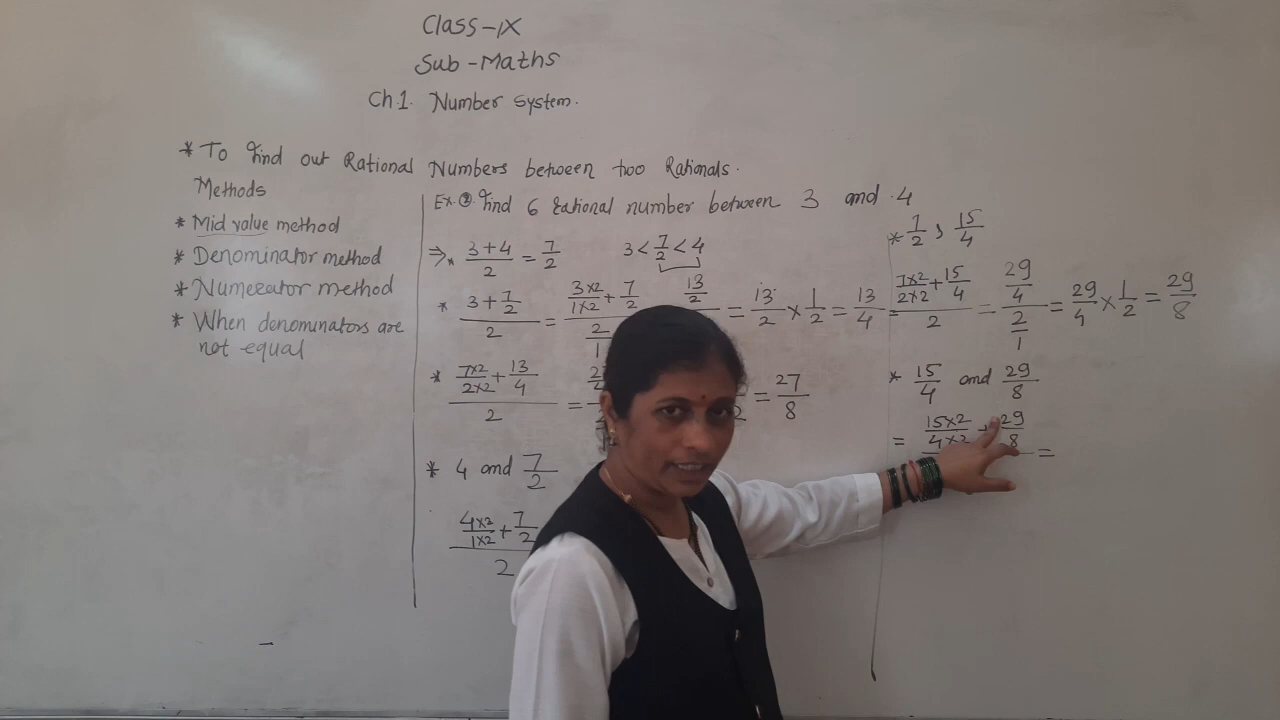 Class-IX
Sub-Maths
Ch.1. Number System.
* To find out Rational Numbers between two Rationals.
Methods
* Mid value method
* Denominator method
* Numerator method
* When denominators are
not equal
Ex. ② find 6 rational number between 3 and 4
⇒* (3+4)/2 = 7/2 3 < 7/2 < 4
* (3+7/2)/2 = ((3×2)/(1×2)+7/2)/(2/1) (13/2)/ = 13/2 × 1/2 = 13/4
* ((7×2)/(2×2)+13/4)/2 = = 27/8
* 4 and 7/2
((4×2)/(1×2)+7/2)/2
* 7/2 , 15/4
= ((7×2)/(2×2)+15/4)/2 = (29/4)/(2/1) = 29/4 × 1/2 = 29/8
* 15/4 and 29/8
= ((15×2)/(4×2)+29/8)/ =